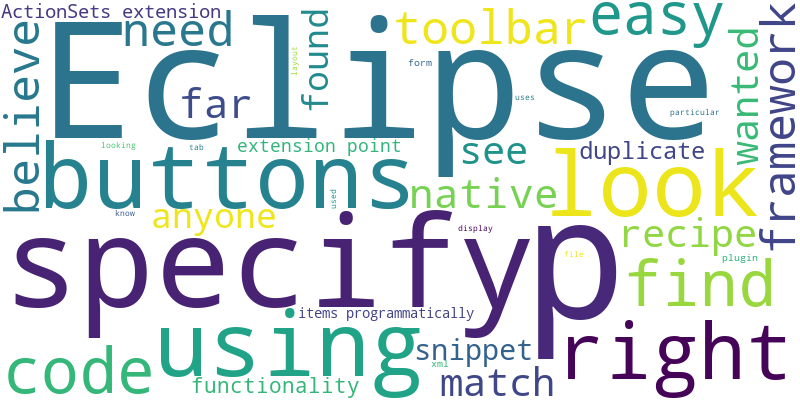 ActionSets extension
need
Eclipse
toolbar
easy
framework
believe
found
layout
far
form
uses
particular
wanted
looking
tab
extension point
see
duplicate
buttons
used
native
look
know
anyone
specify
p
display
recipe
file
plugin
find
items programmatically
using
code
functionality
snippet
xml
match
right